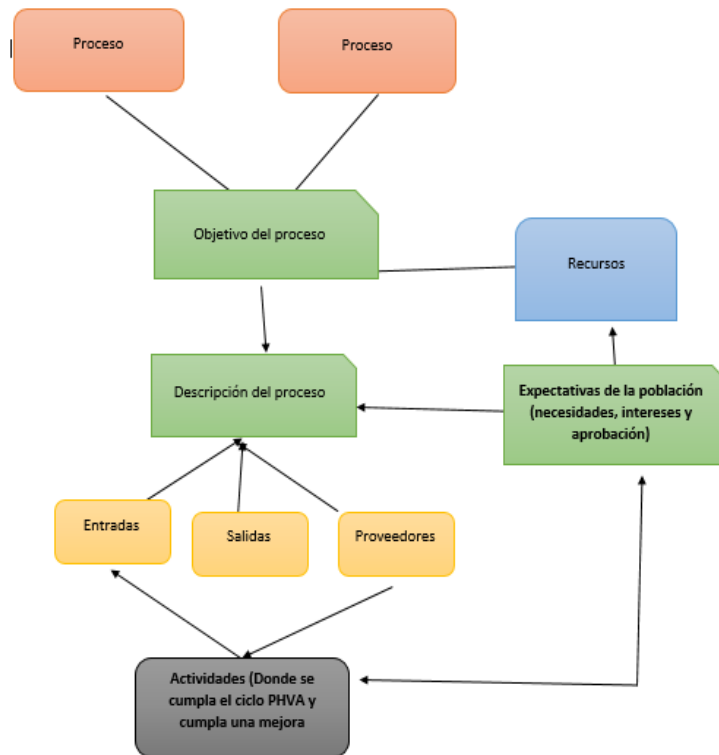 Proceso
Proceso
Objetivo del proceso
Recursos
Descripción del proceso
Expectativas de la población
(necesidades, intereses y
aprobación)
Entradas
Salidas
Proveedores
Actividades (Donde se
cumpla el ciclo PHVA y
cumpla una mejora